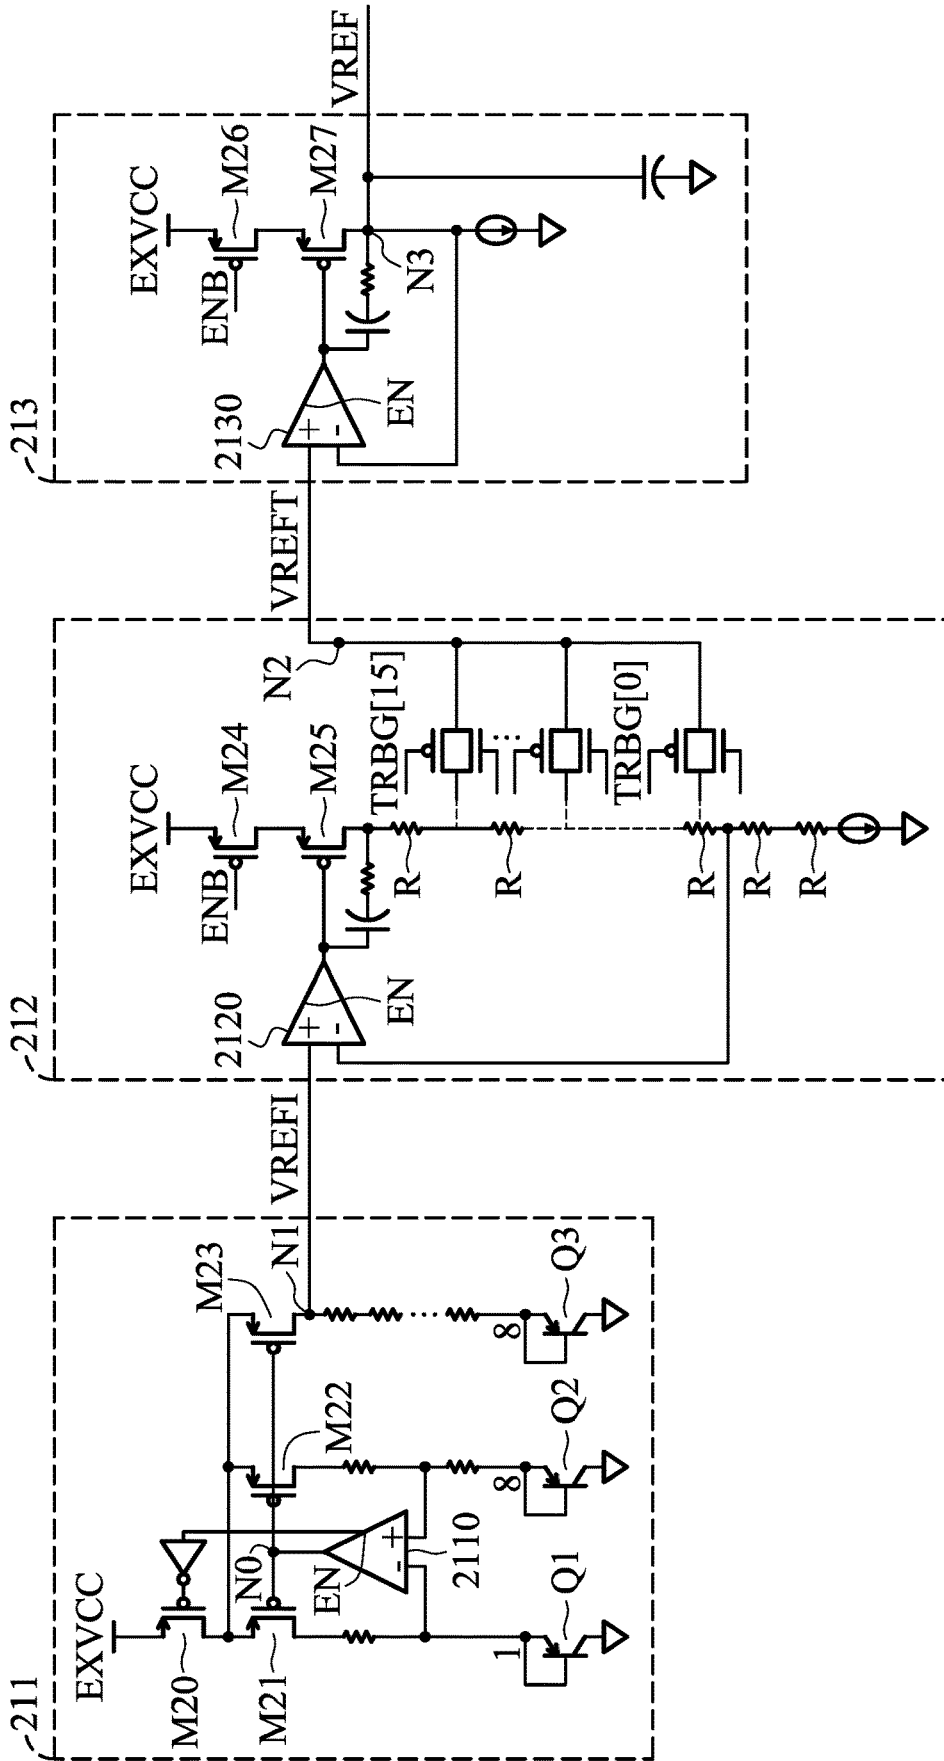 211
EXVCC
M20
M21
N0
EN
2110
+
-
M22
M23
N1
1
8
8
Q1
Q2
Q3
VREFI
212
2120
+
-
EN
EXVCC
ENB
M24
M25
R
R
R
R
R
N2
TRBG[15]
...
TRBG[0]
VREFT
213
2130
+
-
EN
EXVCC
ENB
M26
M27
N3
VREF